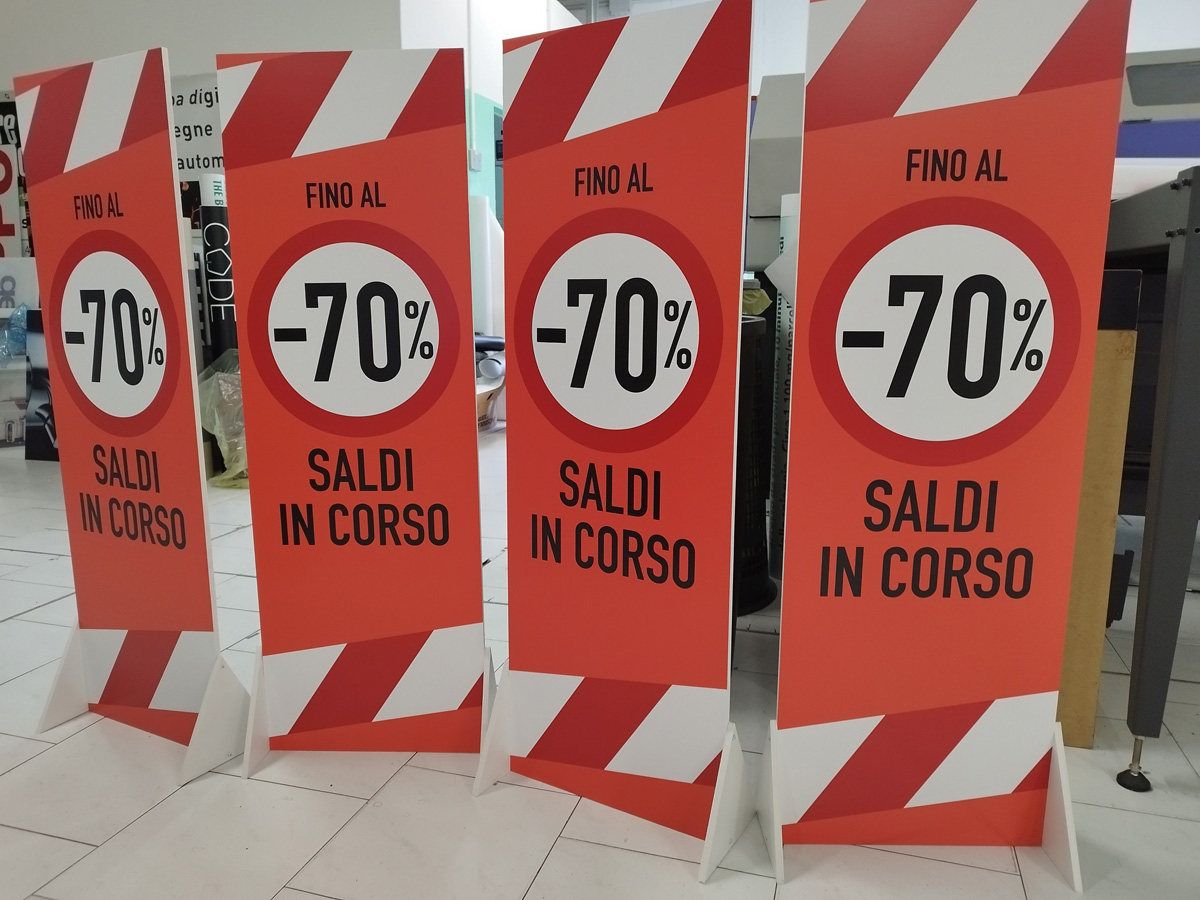 FINO AL
-70%
SALDI
IN CORSO
FINO AL
-70%
SALDI
IN CORSO
FINO AL
-70%
SALDI
IN CORSO
FINO AL
-70%
SALDI
IN CORSO
CODE